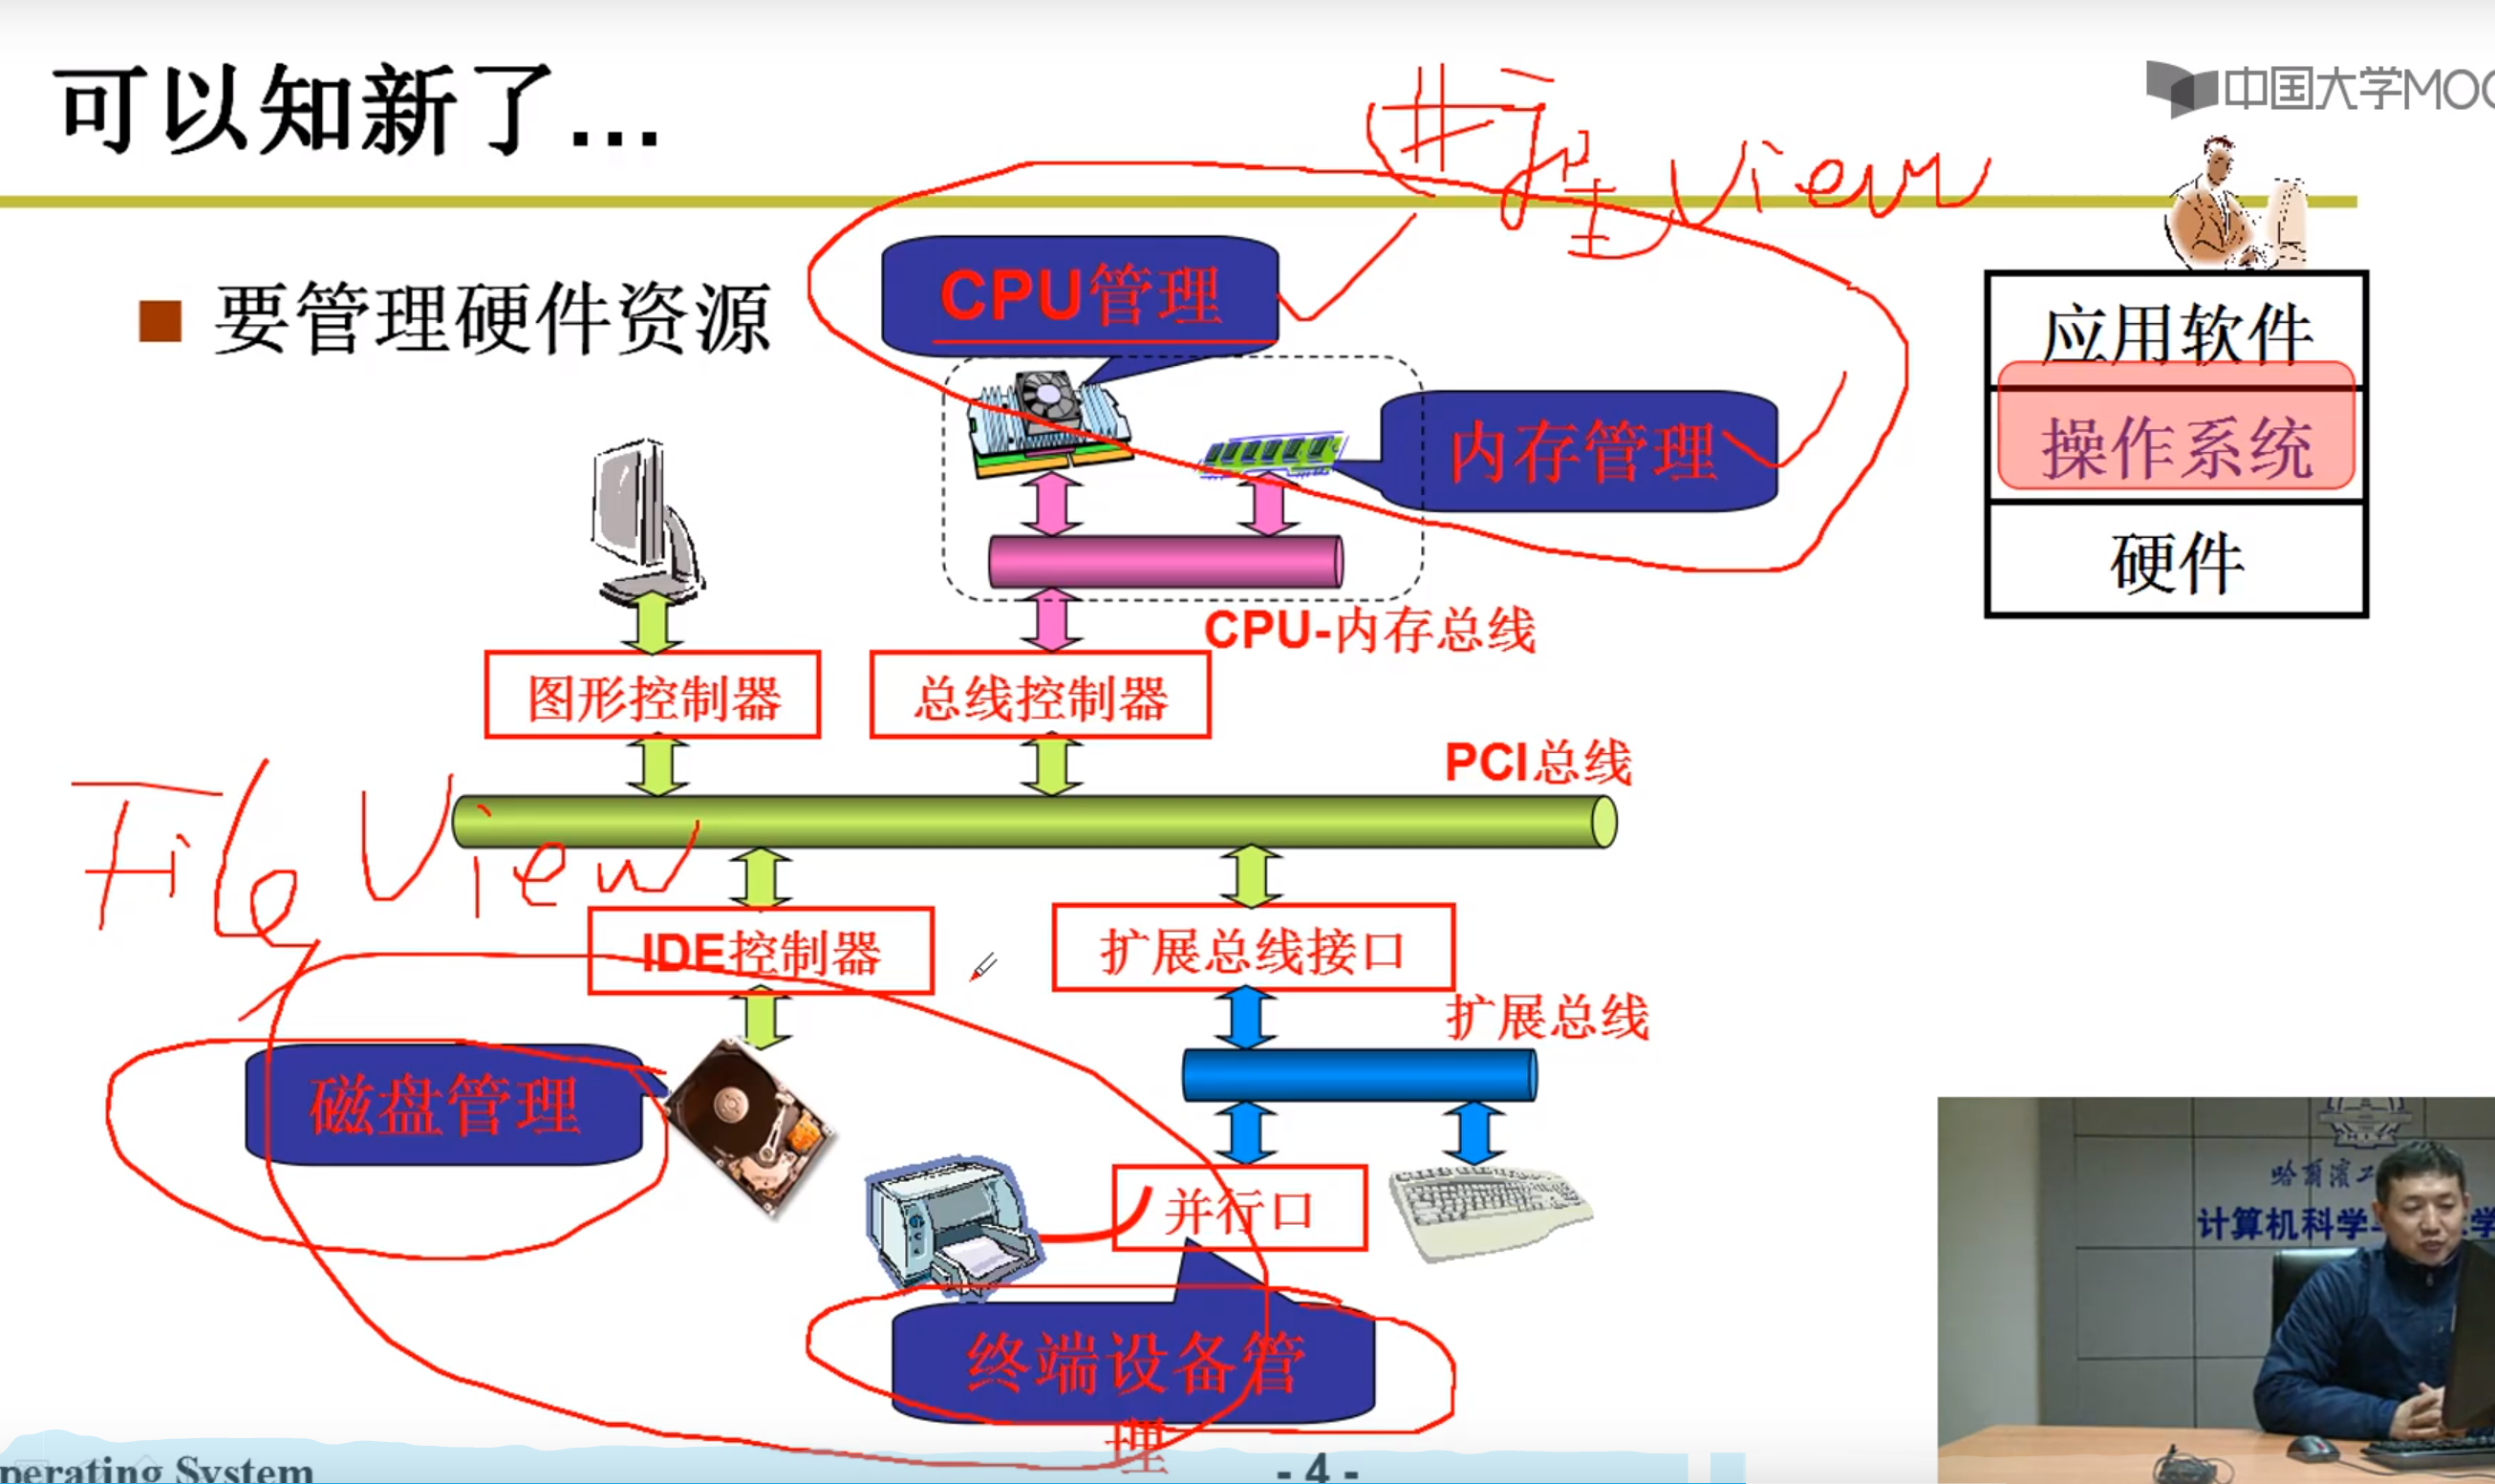 可以知新了...
中国大学MOO
进程 View
要管理硬件资源
CPU管理
应用软件
操作系统
硬件
内存管理
CPU-内存总线
图形控制器
总线控制器
PCI总线
File View
IDE控制器
扩展总线接口
扩展总线
磁盘管理
并行口
终端设备管
理
哈尔滨工
计算机科学
学
perating System
- 4 -